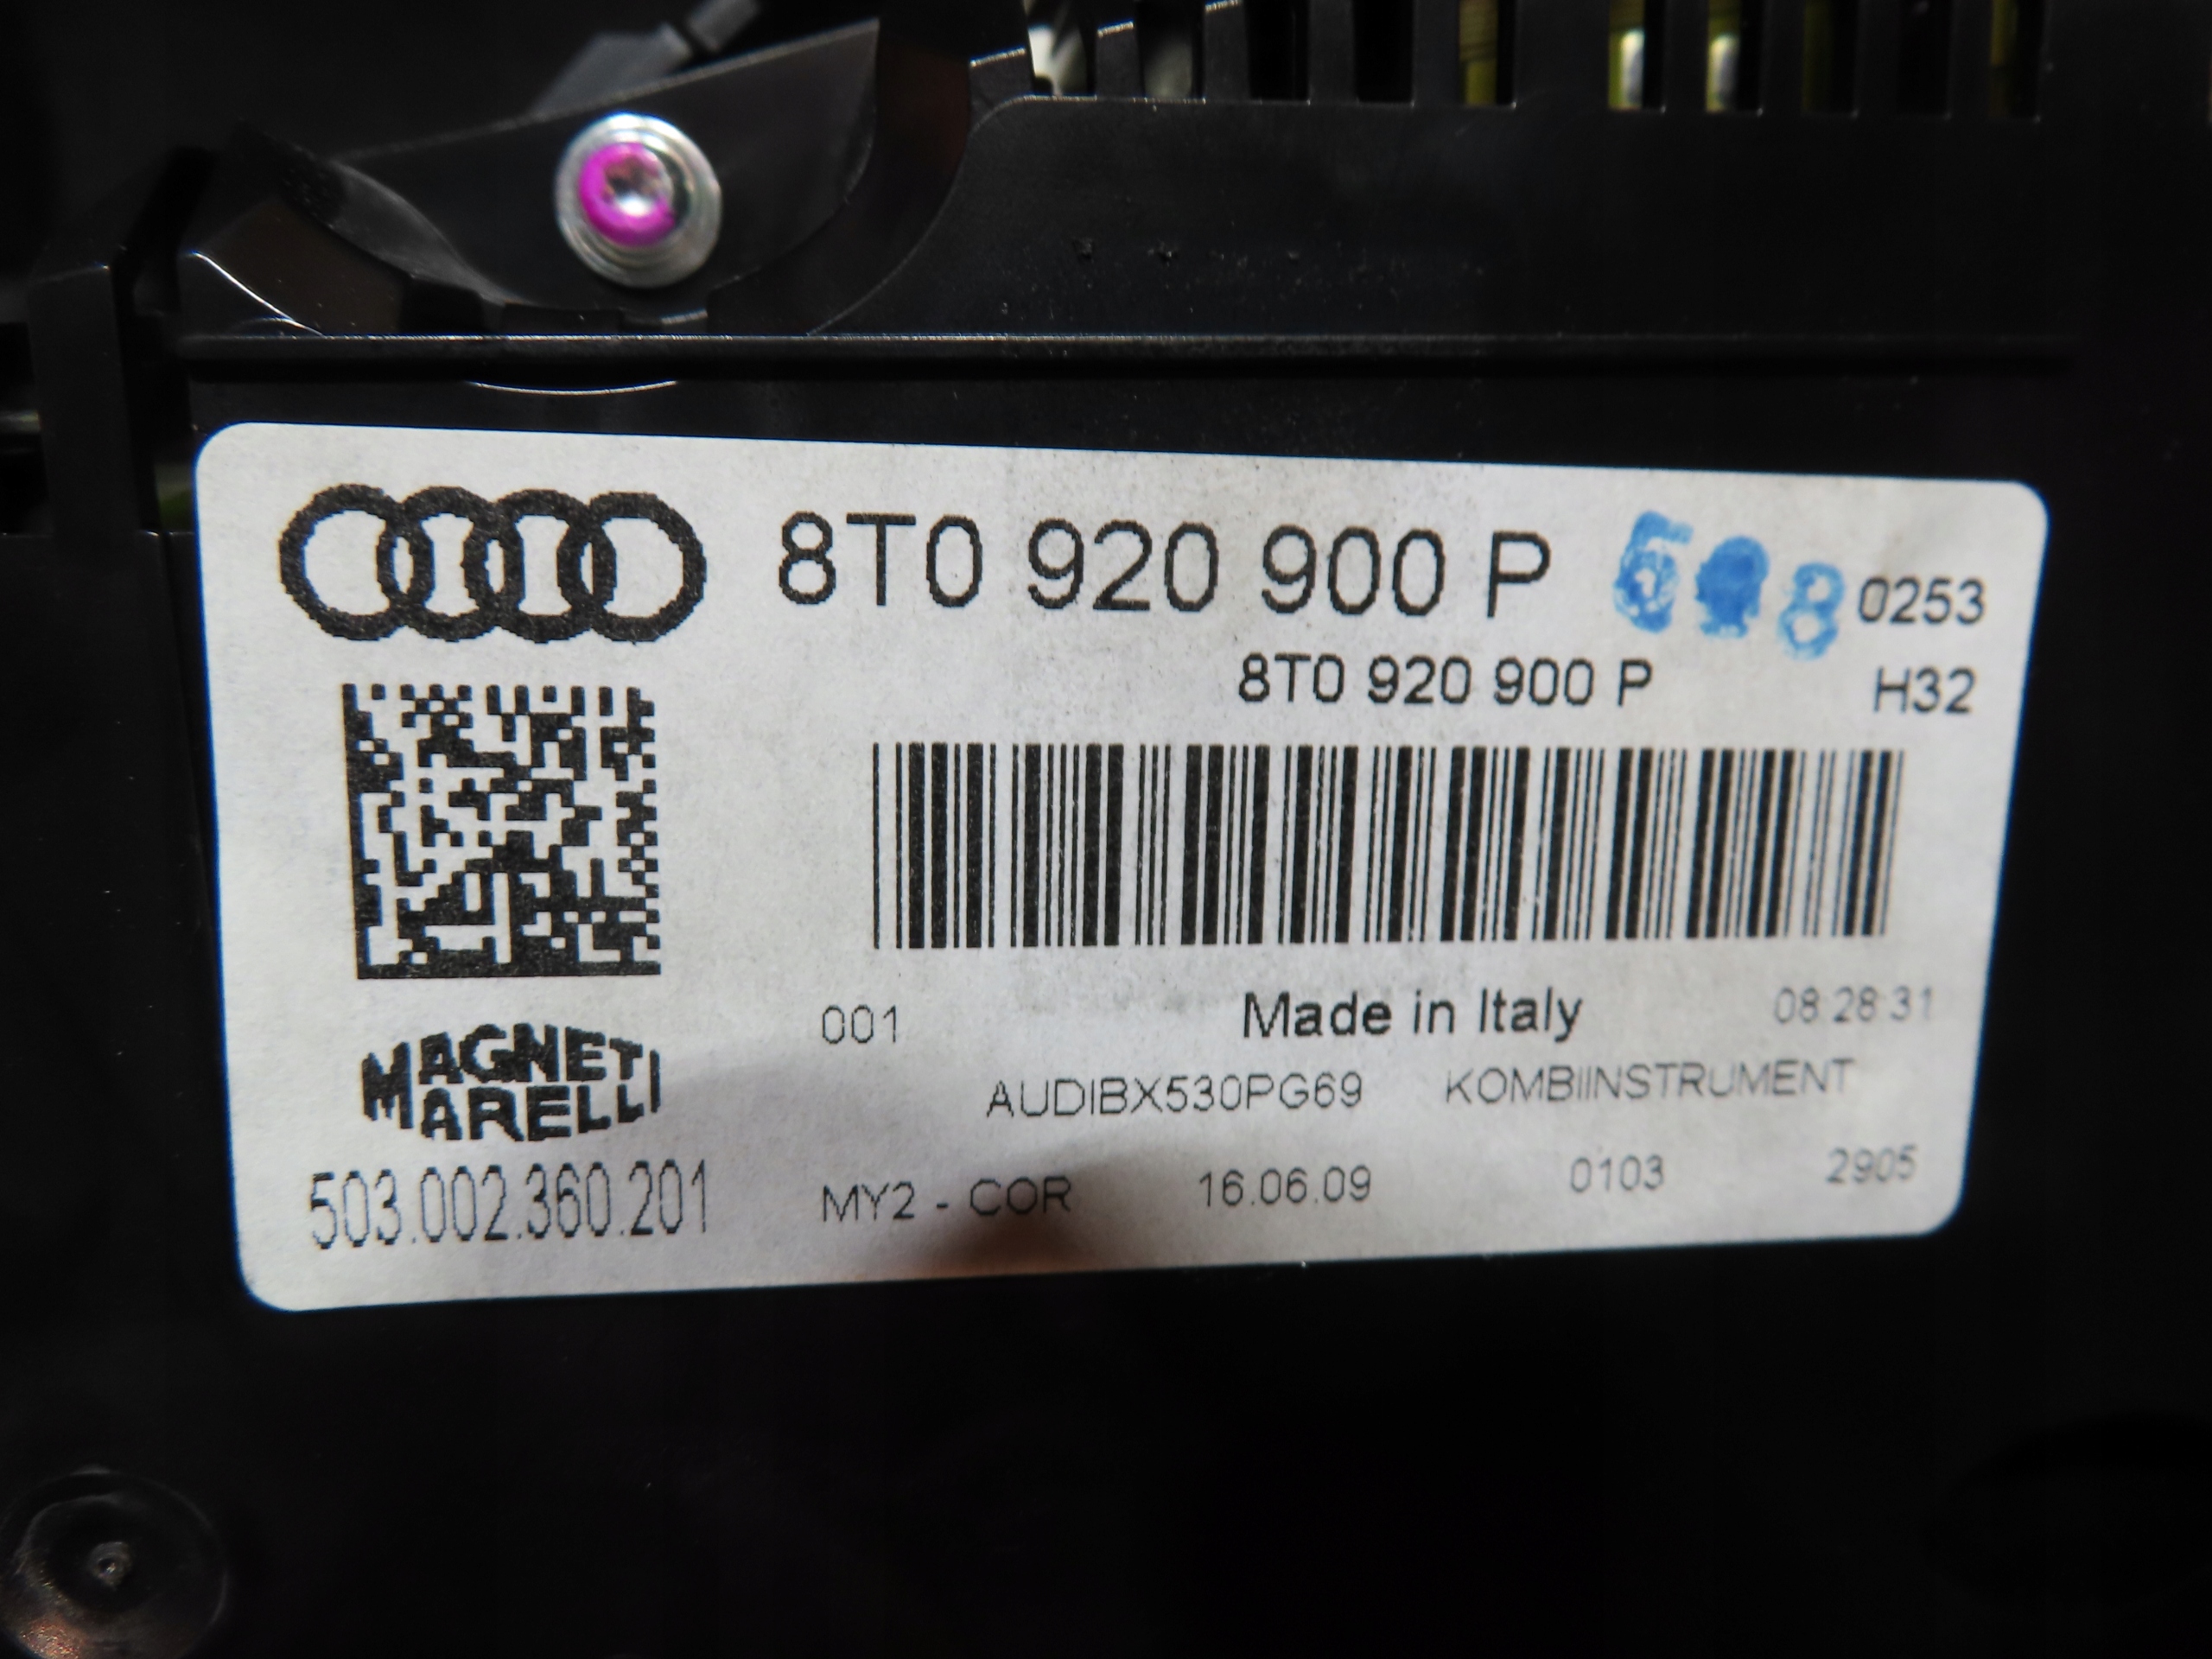 8T0 920 900 P 0253
8T0 920 900 P H32
001 Made in Italy 08:28:31
MAGNETI
MARELLI
AUDIBX530PG69 KOMBIINSTRUMENT
503.002.360.201 MY2 - COR 16.06.09 0103 2905